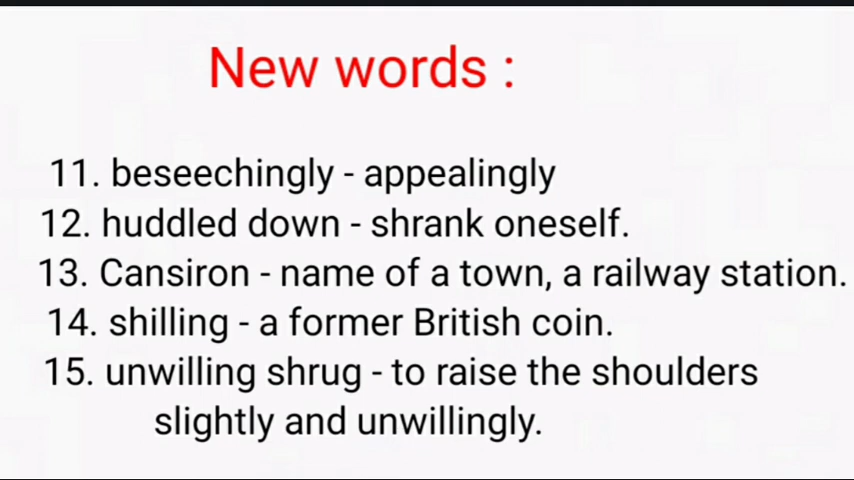 New words :
11. beseechingly - appealingly
12. huddled down - shrank oneself.
13. Cansiron - name of a town, a railway station.
14. shilling - a former British coin.
15. unwilling shrug - to raise the shoulders
slightly and unwillingly.